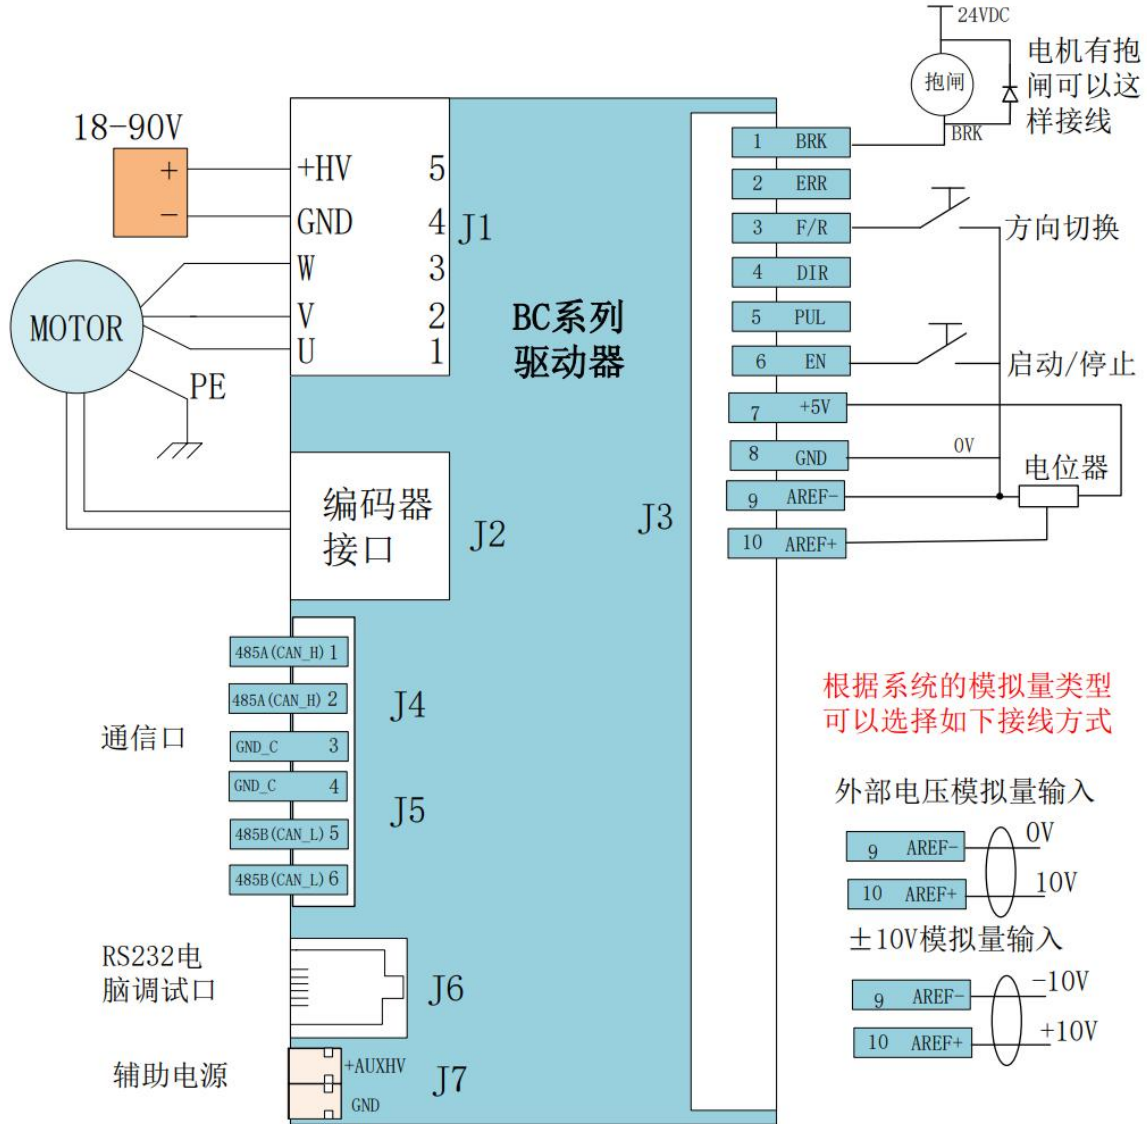 24VDC
抱闸
BRK
电机有抱
闸可以这
样接线
18-90V
+
-
+HV 5
GND 4
W 3
V 2
U 1
J1
MOTOR
PE
BC系列
驱动器
1 BRK
2 ERR
3 F/R
方向切换
4 DIR
5 PUL
6 EN
启动/停止
7 +5V
8 GND
0V
9 AREF-
10 AREF+
电位器
编码器
接口
J2
J3
485A(CAN_H) 1
485A(CAN_H) 2
GND_C 3
GND_C 4
485B(CAN_L) 5
485B(CAN_L) 6
J4
J5
通信口
根据系统的模拟量类型
可以选择如下接线方式
外部电压模拟量输入
9 AREF- 0V
10 AREF+ 10V
±10V模拟量输入
9 AREF- -10V
10 AREF+ +10V
RS232电
脑调试口
J6
辅助电源
+AUXHV
GND
J7